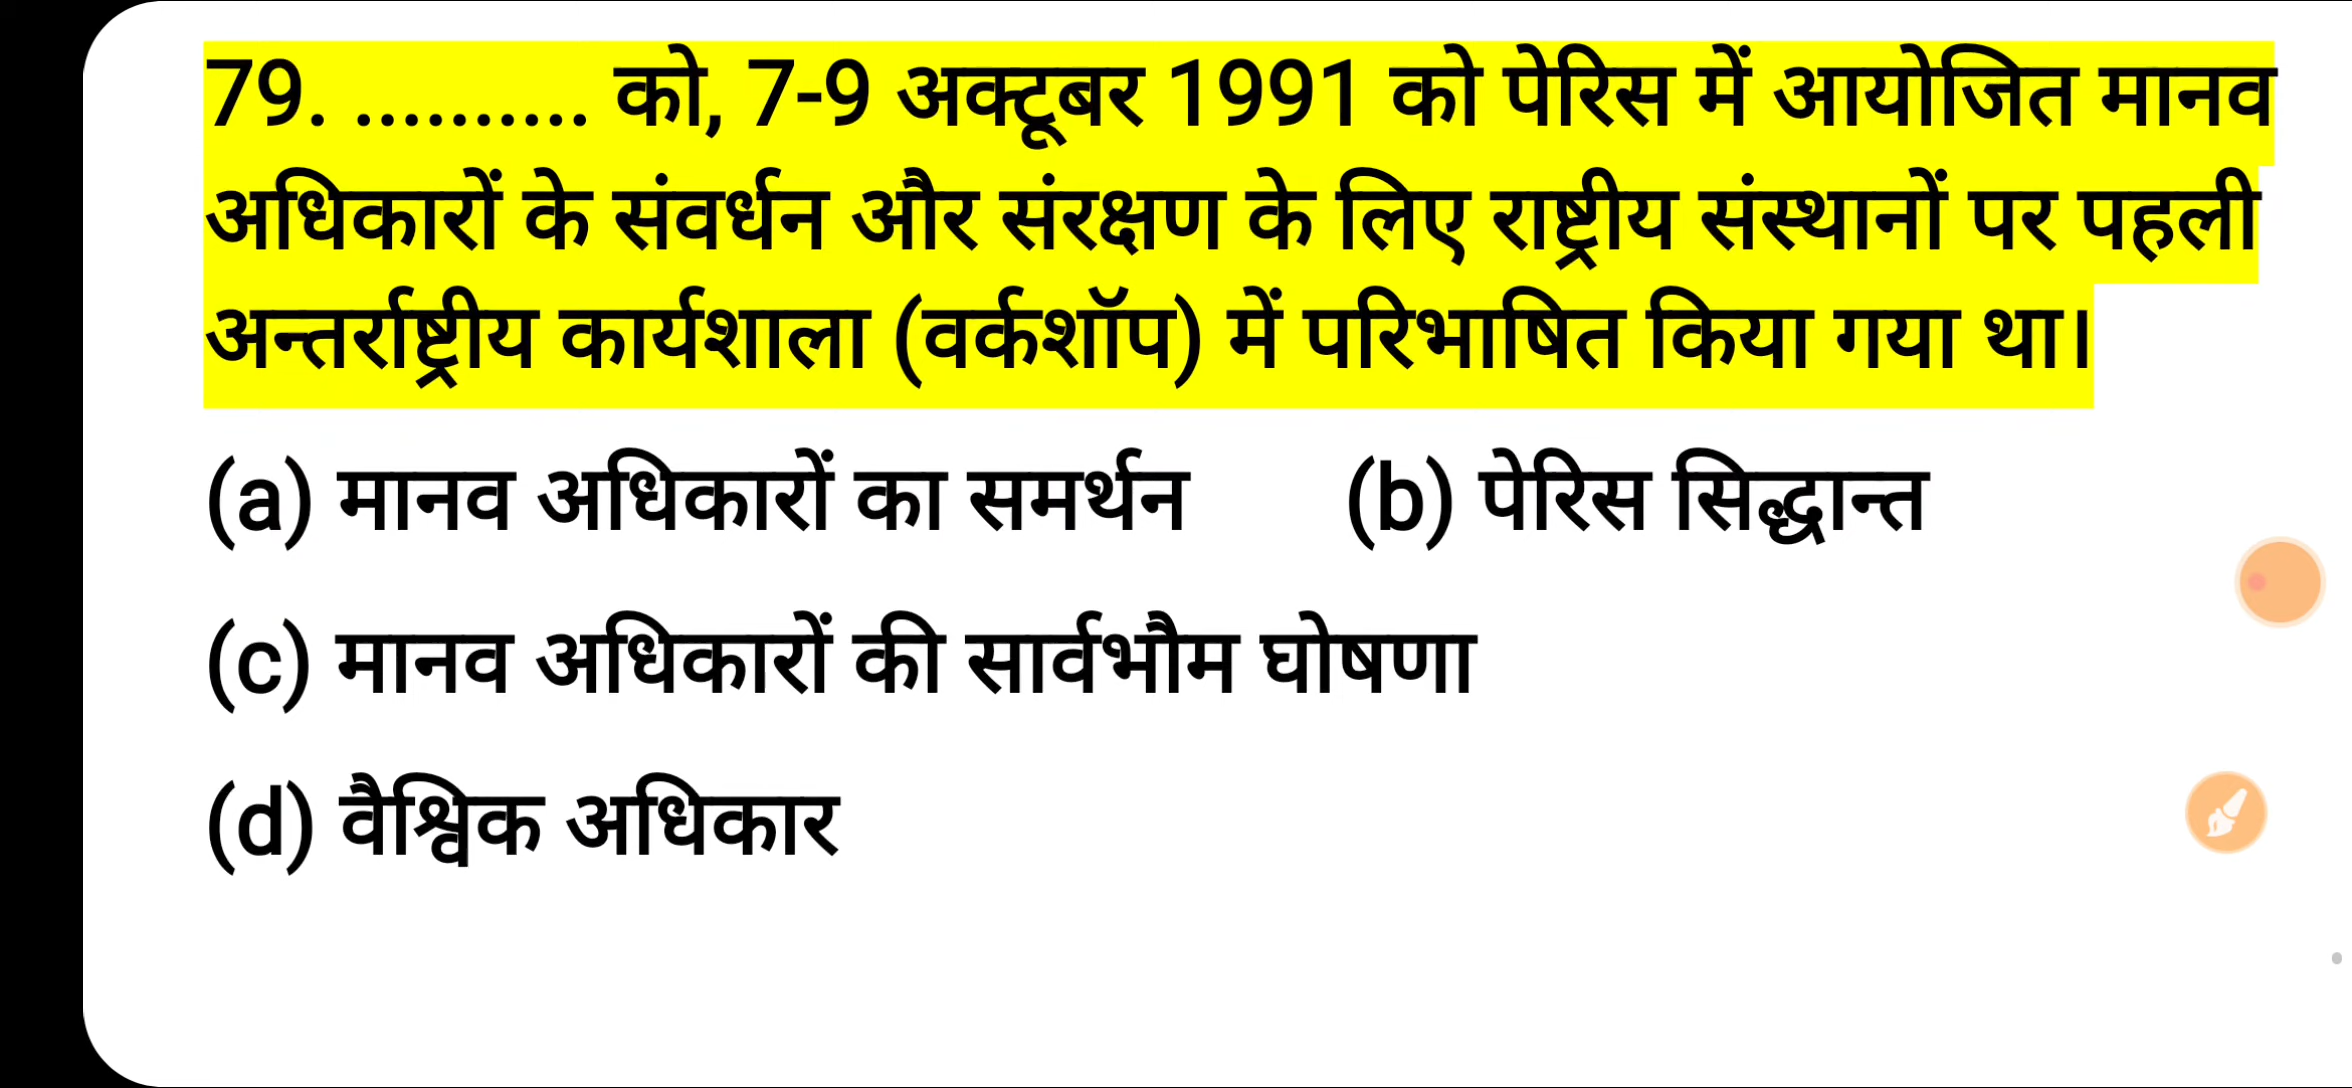 79. .......... को, 7-9 अक्टूबर 1991 को पेरिस में आयोजित मानव
अधिकारों के संवर्धन और संरक्षण के लिए राष्ट्रीय संस्थानों पर पहली
अन्तर्राष्ट्रीय कार्यशाला (वर्कशॉप) में परिभाषित किया गया था।
(a) मानव अधिकारों का समर्थन (b) पेरिस सिद्धान्त
(c) मानव अधिकारों की सार्वभौम घोषणा
(d) वैश्विक अधिकार